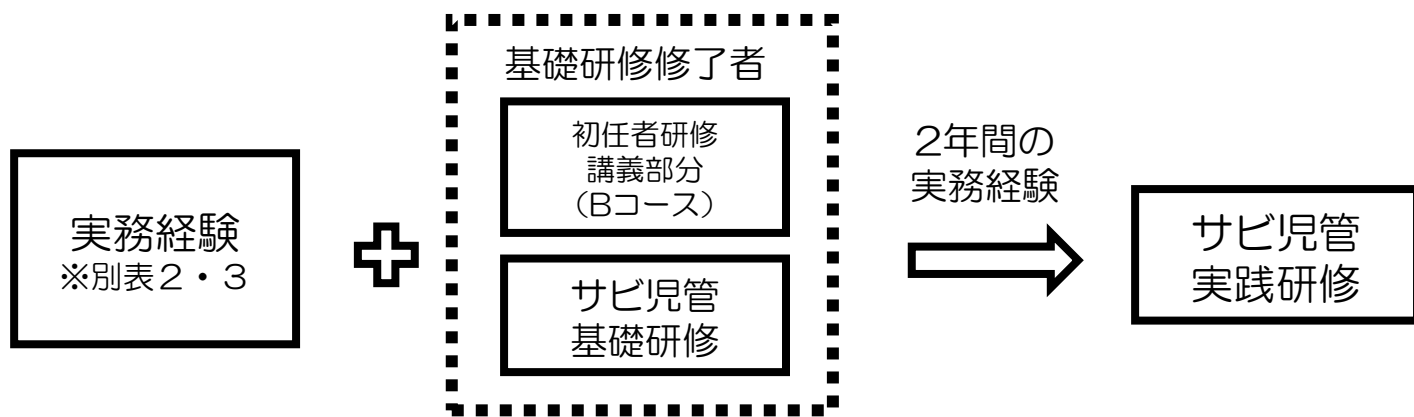 実務経験
※別表２・３
基礎研修修了者
初任者研修
講義部分
（Bコース）
サビ児管
基礎研修
2年間の
実務経験
サビ児管
実践研修